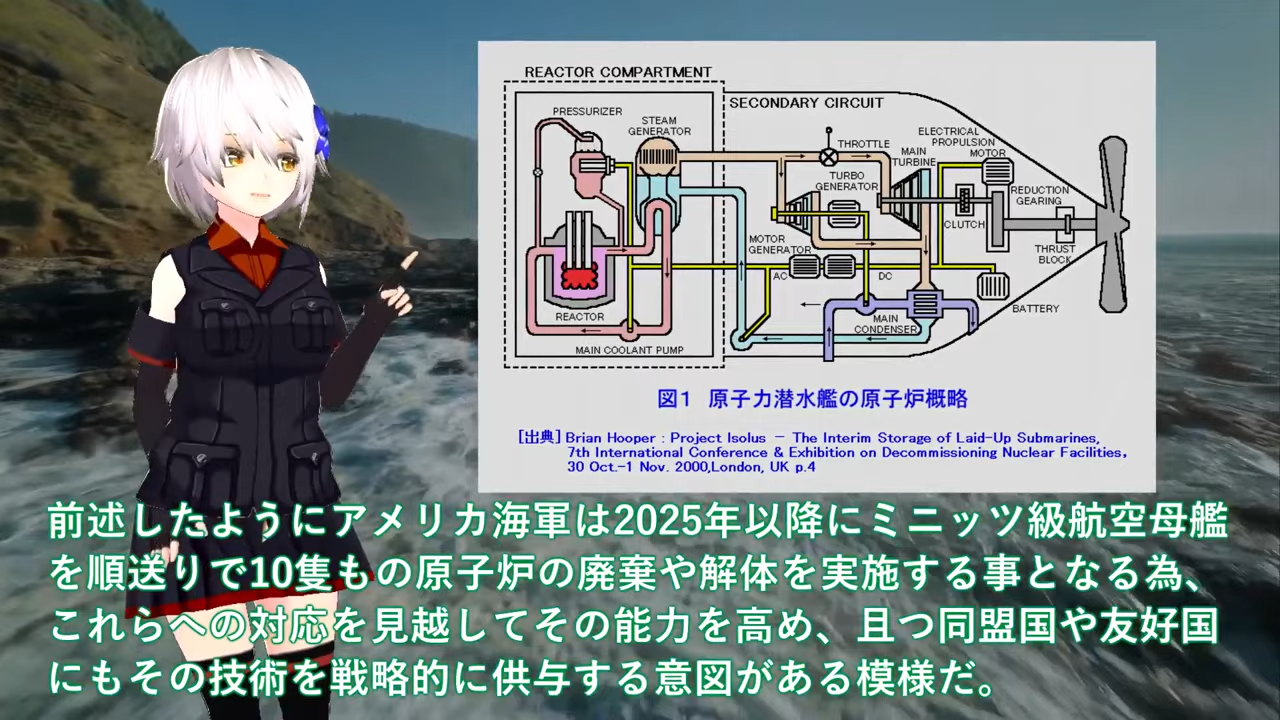 REACTOR COMPARTMENT
SECONDARY CIRCUIT
PRESSURIZER
STEAM
GENERATOR
THROTTLE
ELECTRICAL
PROPULSION
MOTOR
MAIN
TURBINE
TURBO
GENERATOR
REDUCTION
GEARING
CLUTCH
MOTOR
GENERATOR
THRUST
BLOCK
AC
DC
BATTERY
REACTOR
MAIN
CONDENSER
MAIN COOLANT PUMP
図1 原子力潜水艦の原子炉概略
[出典] Brian Hooper : Project Isolus － The Interim Storage of Laid-Up Submarines,
7th International Conference & Exhibition on Decommissioning Nuclear Facilities,
30 Oct.-1 Nov. 2000,London, UK p.4
前述したようにアメリカ海軍は2025年以降にミニッツ級航空母艦
を順送りで10隻もの原子炉の廃棄や解体を実施する事となる為、
これらへの対応を見越してその能力を高め、且つ同盟国や友好国
にもその技術を戦略的に供与する意図がある模様だ。